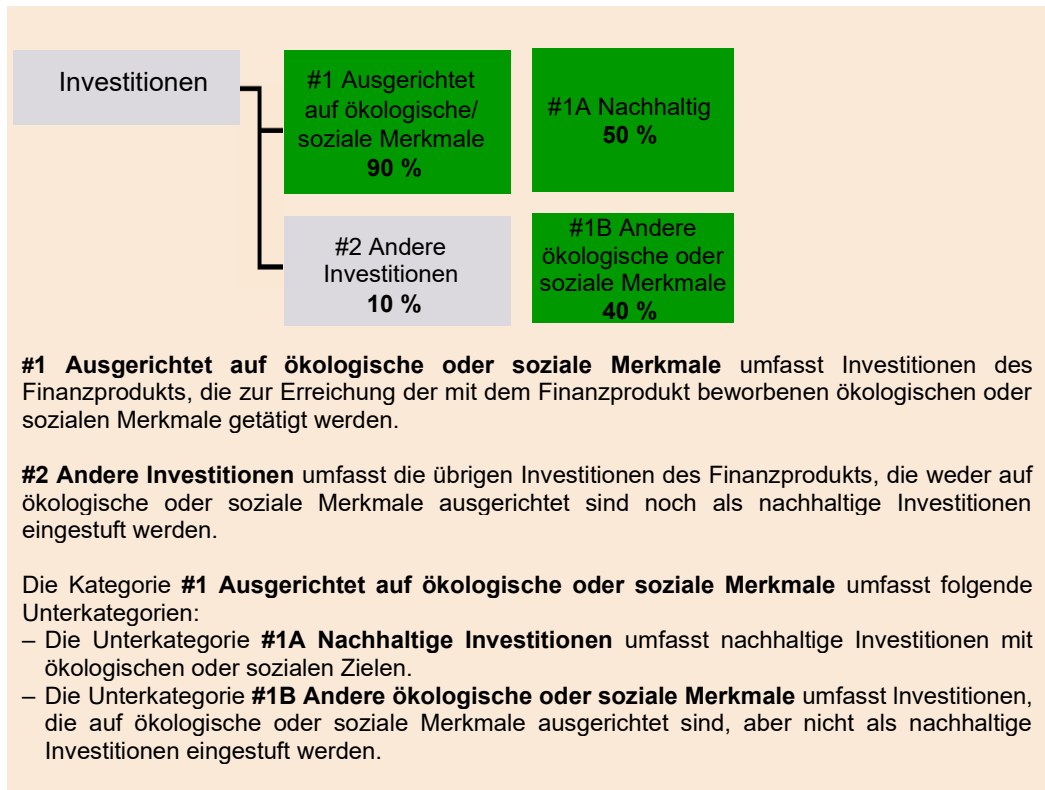 Investitionen
#1 Ausgerichtet
auf ökologische/
soziale Merkmale
90 %
#1A Nachhaltig
50 %
#2 Andere
Investitionen
10 %
#1B Andere
ökologische oder
soziale Merkmale
40 %
#1 Ausgerichtet auf ökologische oder soziale Merkmale umfasst Investitionen des
Finanzprodukts, die zur Erreichung der mit dem Finanzprodukt beworbenen ökologischen oder
sozialen Merkmale getätigt werden.
#2 Andere Investitionen umfasst die übrigen Investitionen des Finanzprodukts, die weder auf
ökologische oder soziale Merkmale ausgerichtet sind noch als nachhaltige Investitionen
eingestuft werden.
Die Kategorie #1 Ausgerichtet auf ökologische oder soziale Merkmale umfasst folgende
Unterkategorien:
– Die Unterkategorie #1A Nachhaltige Investitionen umfasst nachhaltige Investitionen mit
ökologischen oder sozialen Zielen.
– Die Unterkategorie #1B Andere ökologische oder soziale Merkmale umfasst Investitionen,
die auf ökologische oder soziale Merkmale ausgerichtet sind, aber nicht als nachhaltige
Investitionen eingestuft werden.